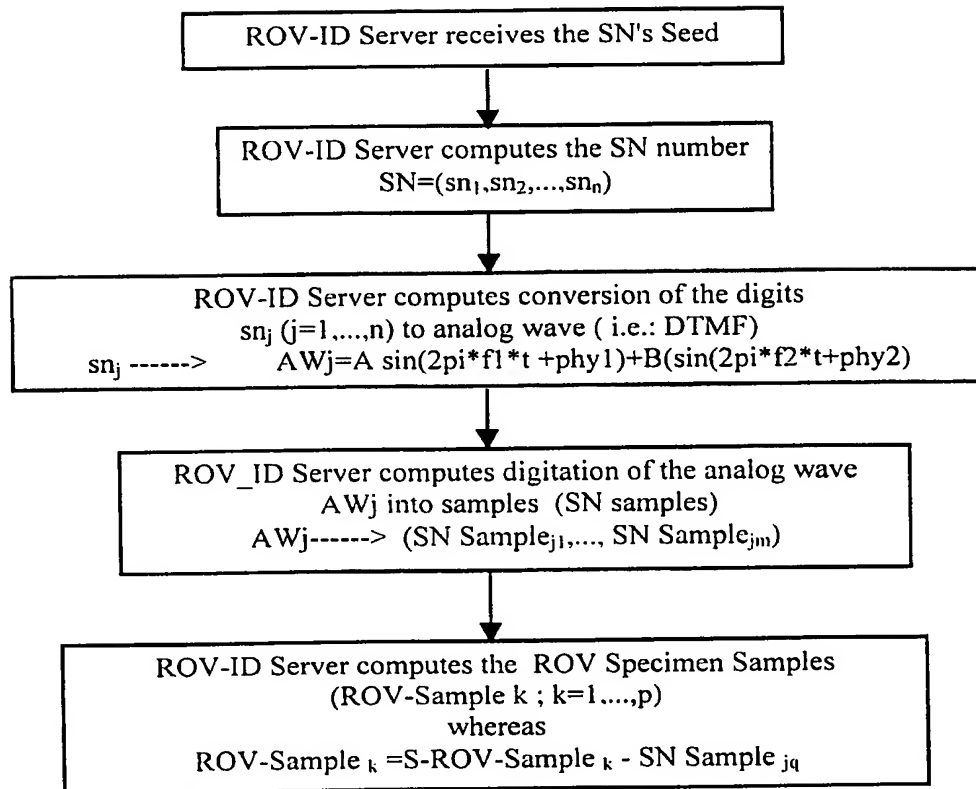 ROV-ID Server receives the SN's Seed
ROV-ID Server computes the SN number
SN=(sn₁,sn₂,...,snₙ)
ROV-ID Server computes conversion of the digits
snⱼ (j=1,...,n) to analog wave ( i.e.: DTMF)
snⱼ ------> AWj=A sin(2pi*f1*t +phy1)+B(sin(2pi*f2*t+phy2)
ROV_ID Server computes digitation of the analog wave
AWj into samples (SN samples)
AWj------> (SN Sampleⱼ₁,..., SN Sampleⱼₘ)
ROV-ID Server computes the ROV Specimen Samples
(ROV-Sample k ; k=1,...,p)
whereas
ROV-Sample ₖ =S-ROV-Sample ₖ - SN Sample jq